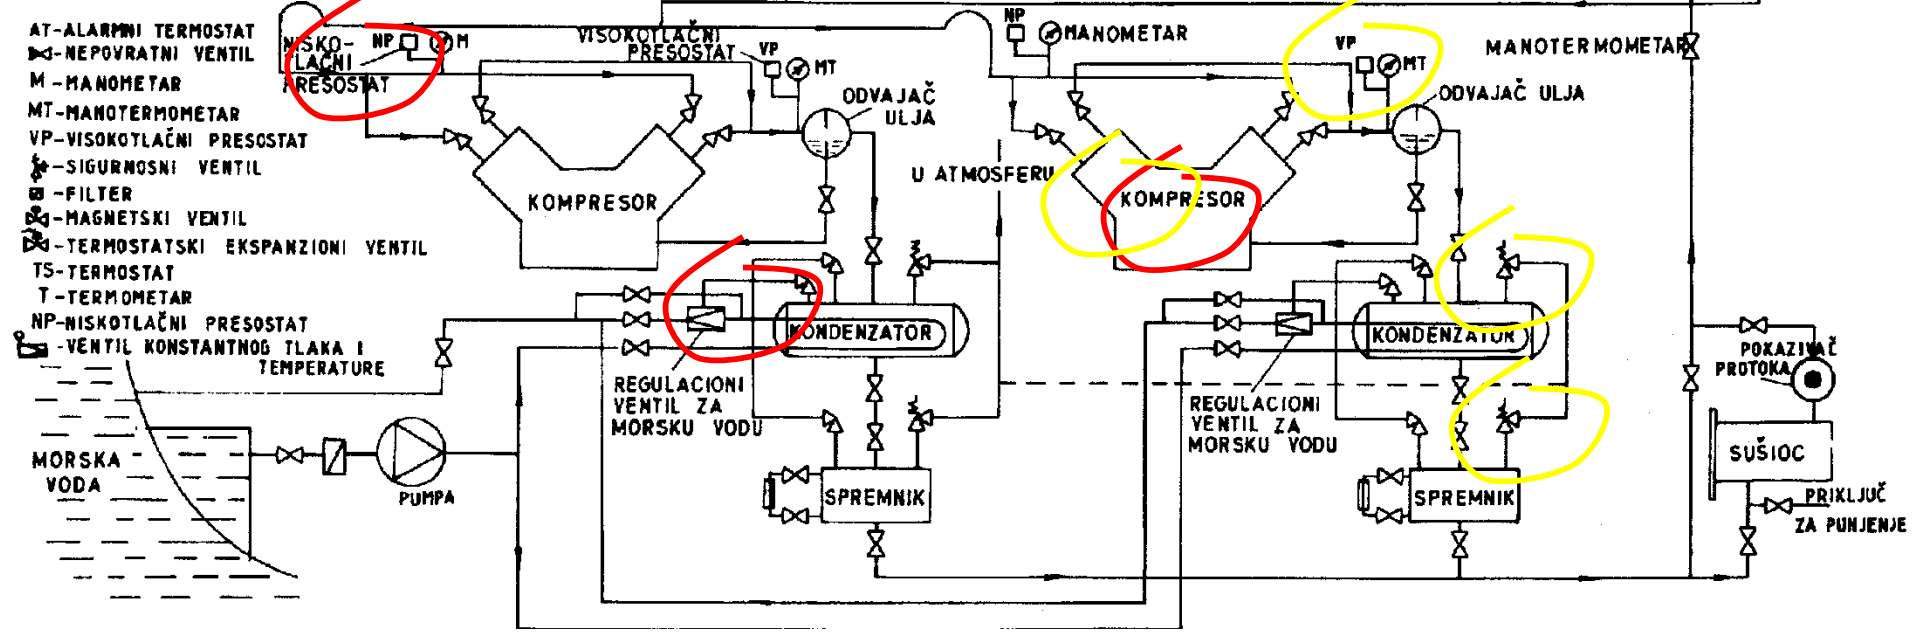 AT-ALARMNI TERMOSTAT
-NEPOVRATNI VENTIL
M-MANOMETAR
MT-MANOTERMOMETAR
VP-VISOKOTLAČNI PRESOSTAT
-SIGURNOSNI VENTIL
-FILTER
-MAGNETSKI VENTIL
-TERMOSTATSKI EKSPANZIONI VENTIL
TS-TERMOSTAT
T-TERMOMETAR
NP-NISKOTLAČNI PRESOSTAT
-VENTIL KONSTANTNOG TLAKA I
TEMPERATURE
NISKO-
TLAČNI
PRESOSTAT
NP
M
VISOKOTLAČNI
PRESOSTAT
VP
MT
ODVAJAČ
ULJA
KOMPRESOR
U ATMOSFERU
NP
MANOMETAR
VP
MT
MANOTERMOMETAR
ODVAJAČ ULJA
KOMPRESOR
KONDENZATOR
REGULACIONI
VENTIL ZA
MORSKU VODU
KONDENZATOR
REGULACIONI
VENTIL ZA
MORSKU VODU
POKAZIVAČ
PROTOKA
MORSKA
VODA
PUMPA
SPREMNIK
SPREMNIK
SUŠIOC
PRIKLJUČ
ZA PUNJENJE